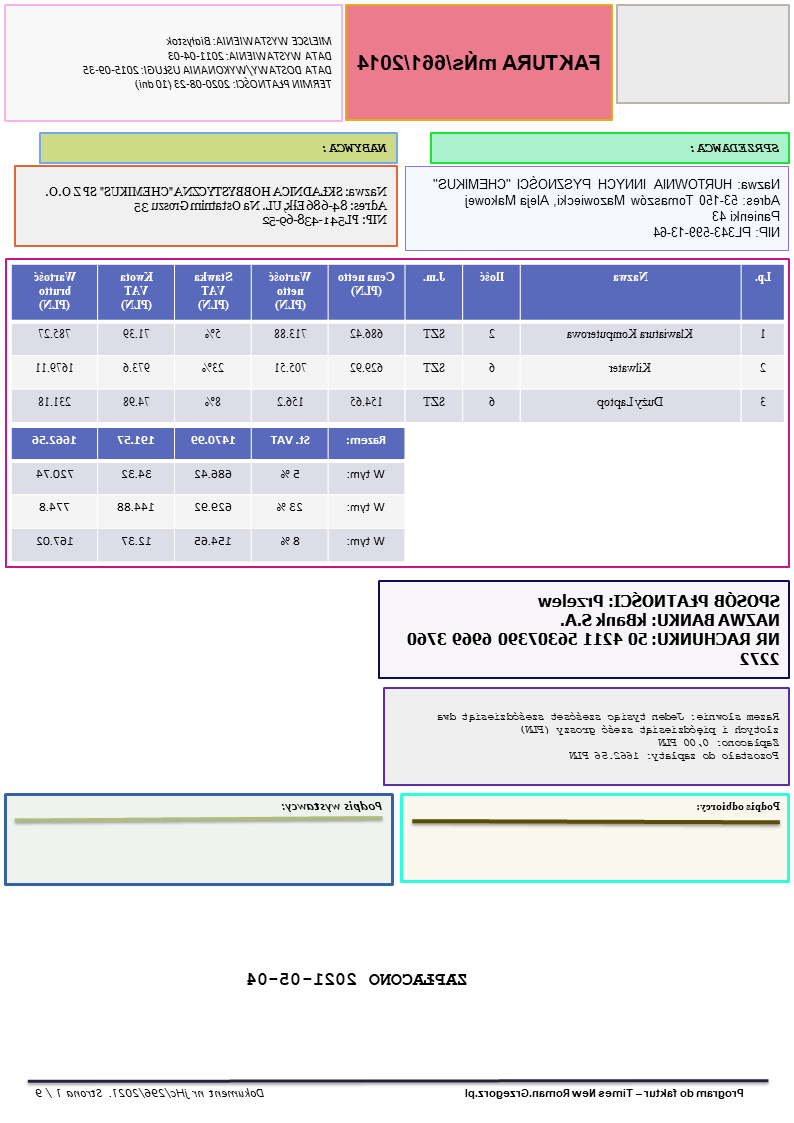 FAKTURA mŃs/661/2014
MIEJSCE WYSTAWIENIA: Białystok
DATA WYSTAWIENIA: 2011-04-03
DATA DOSTAWY/WYKONANIA USŁUGI: 2015-09-35
TERMIN PŁATNOŚCI: 2020-08-23 (10 dni)
SPRZEDAWCA:
Nazwa: HURTOWNIA INNYCH PYSZNOŚCI "CHEMIKUS"
Adres: 53-150 Tomaszów Mazowiecki, Aleja Makowej
Panienki 43
NIP: PL343-599-13-64
NABYWCA:
Nazwa: SKŁADNICA HOBBYSTYCZNA "CHEMIKUS" SP Z O.O.
Adres: 84-686 Ełk, UL. Na Ostatnim Groszu 35
NIP: PL541-438-69-52
Lp. Nazwa Ilość J.m. Cena netto (PLN) Wartość netto (PLN) Stawka VAT (PLN) Kwota VAT (PLN) Wartość brutto (PLN)
1 Klawiatura Komputerowa 2 SZT 686.42 713.88 5% 71.39 785.27
2 Kilwater 6 SZT 629.92 705.51 23% 973.6 1679.11
3 Duży Laptop 6 SZT 154.65 156.2 8% 74.98 231.18
Razem: St. VAT 1470.99 191.57 1662.56
W tym: 5 % 686.42 34.32 720.74
W tym: 23 % 629.92 144.88 774.8
W tym: 8 % 154.65 12.37 167.02
SPOSÓB PŁATNOŚCI: Przelew
NAZWA BANKU: kBank S.A.
NR RACHUNKU: 50 4211 56307390 6969 3760
2272
Razem słownie: Jeden tysiąc sześćset sześćdziesiąt dwa
złotych i pięćdziesiąt sześć groszy (PLN)
Zapłacono: 0,00 PLN
Pozostało do zapłaty: 1662.56 PLN
Podpis odbiorcy:
Podpis wystawcy:
ZAPŁACONO 2021-05-04
Program do faktur – Times New Roman.Grzegorz.pl
Dokument nr jHc/296/2021. Strona 1 / 9